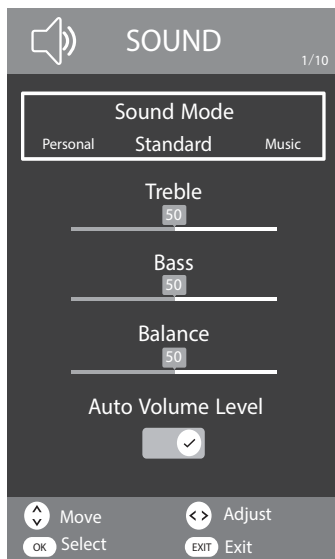 SOUND
1/10
Sound Mode
Personal Standard Music
Treble
50
Bass
50
Balance
50
Auto Volume Level
Move Adjust
OK Select EXIT Exit